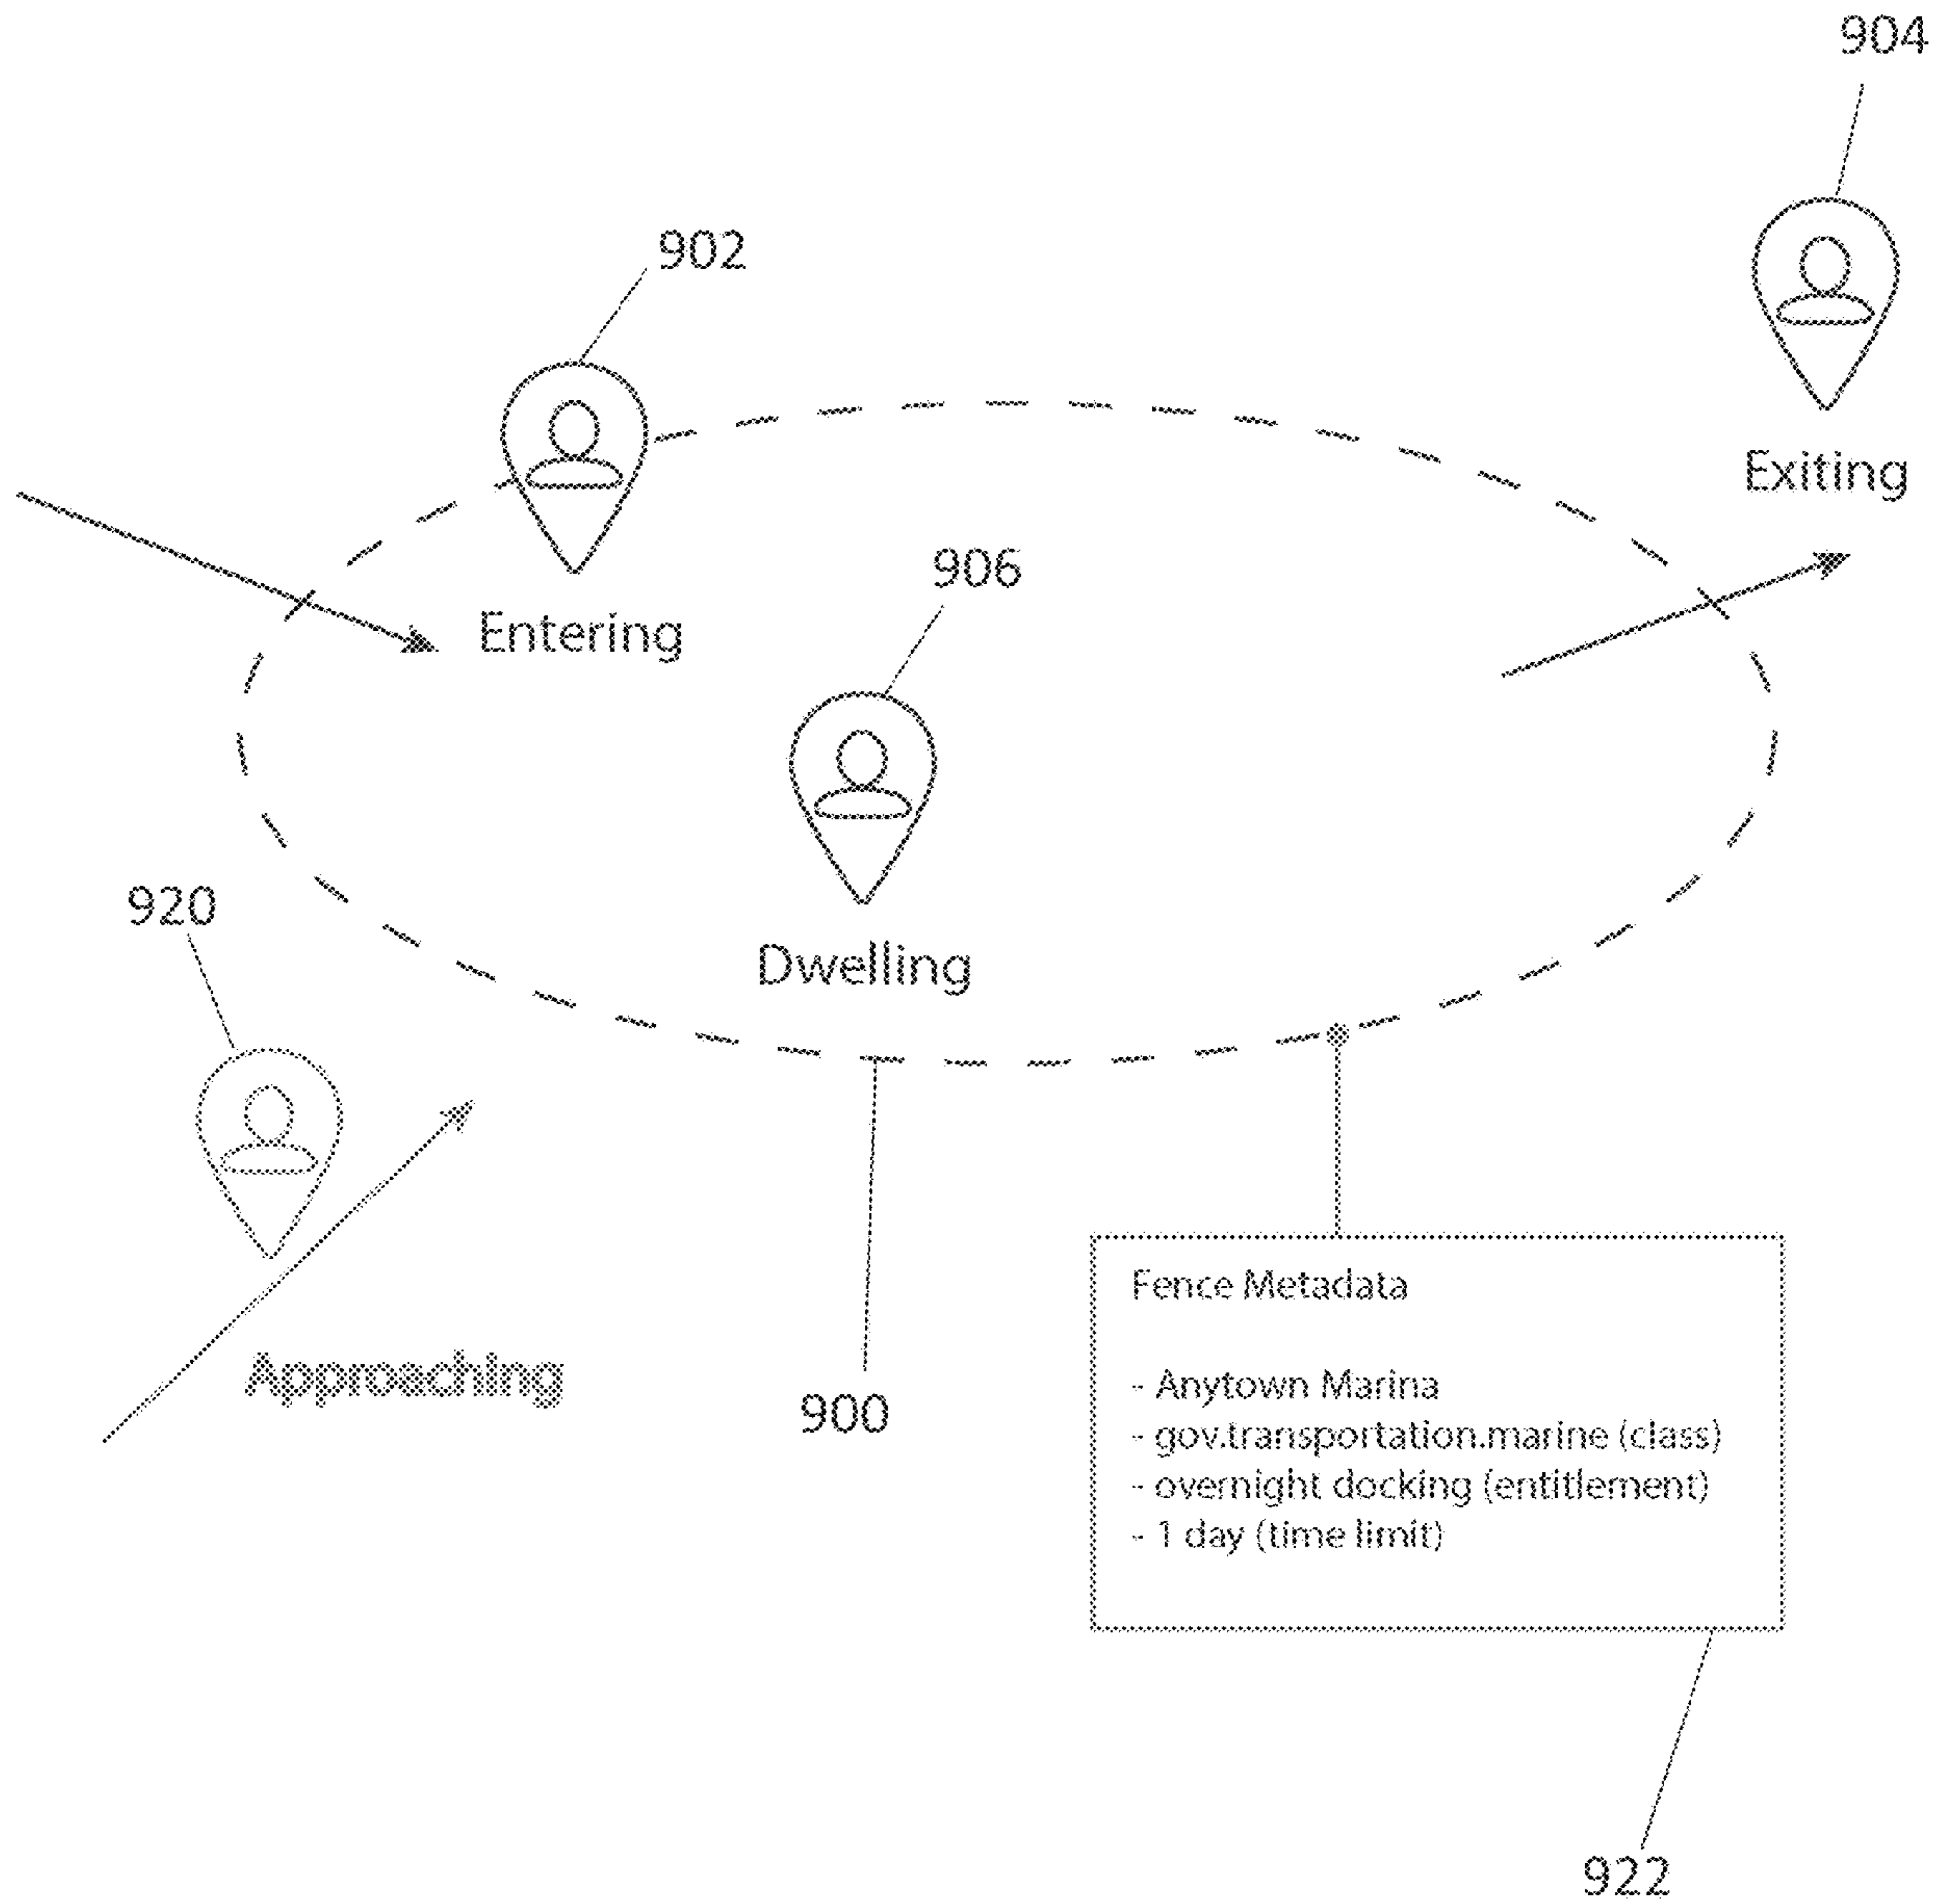 904
902
Exiting
906
Entering
920
Dwelling
Fence Metadata
Approaching
- Anytown Marina
900
- gov.transportation.marine (class)
- overnight docking (entitlement)
- 1 day (time limit)
922